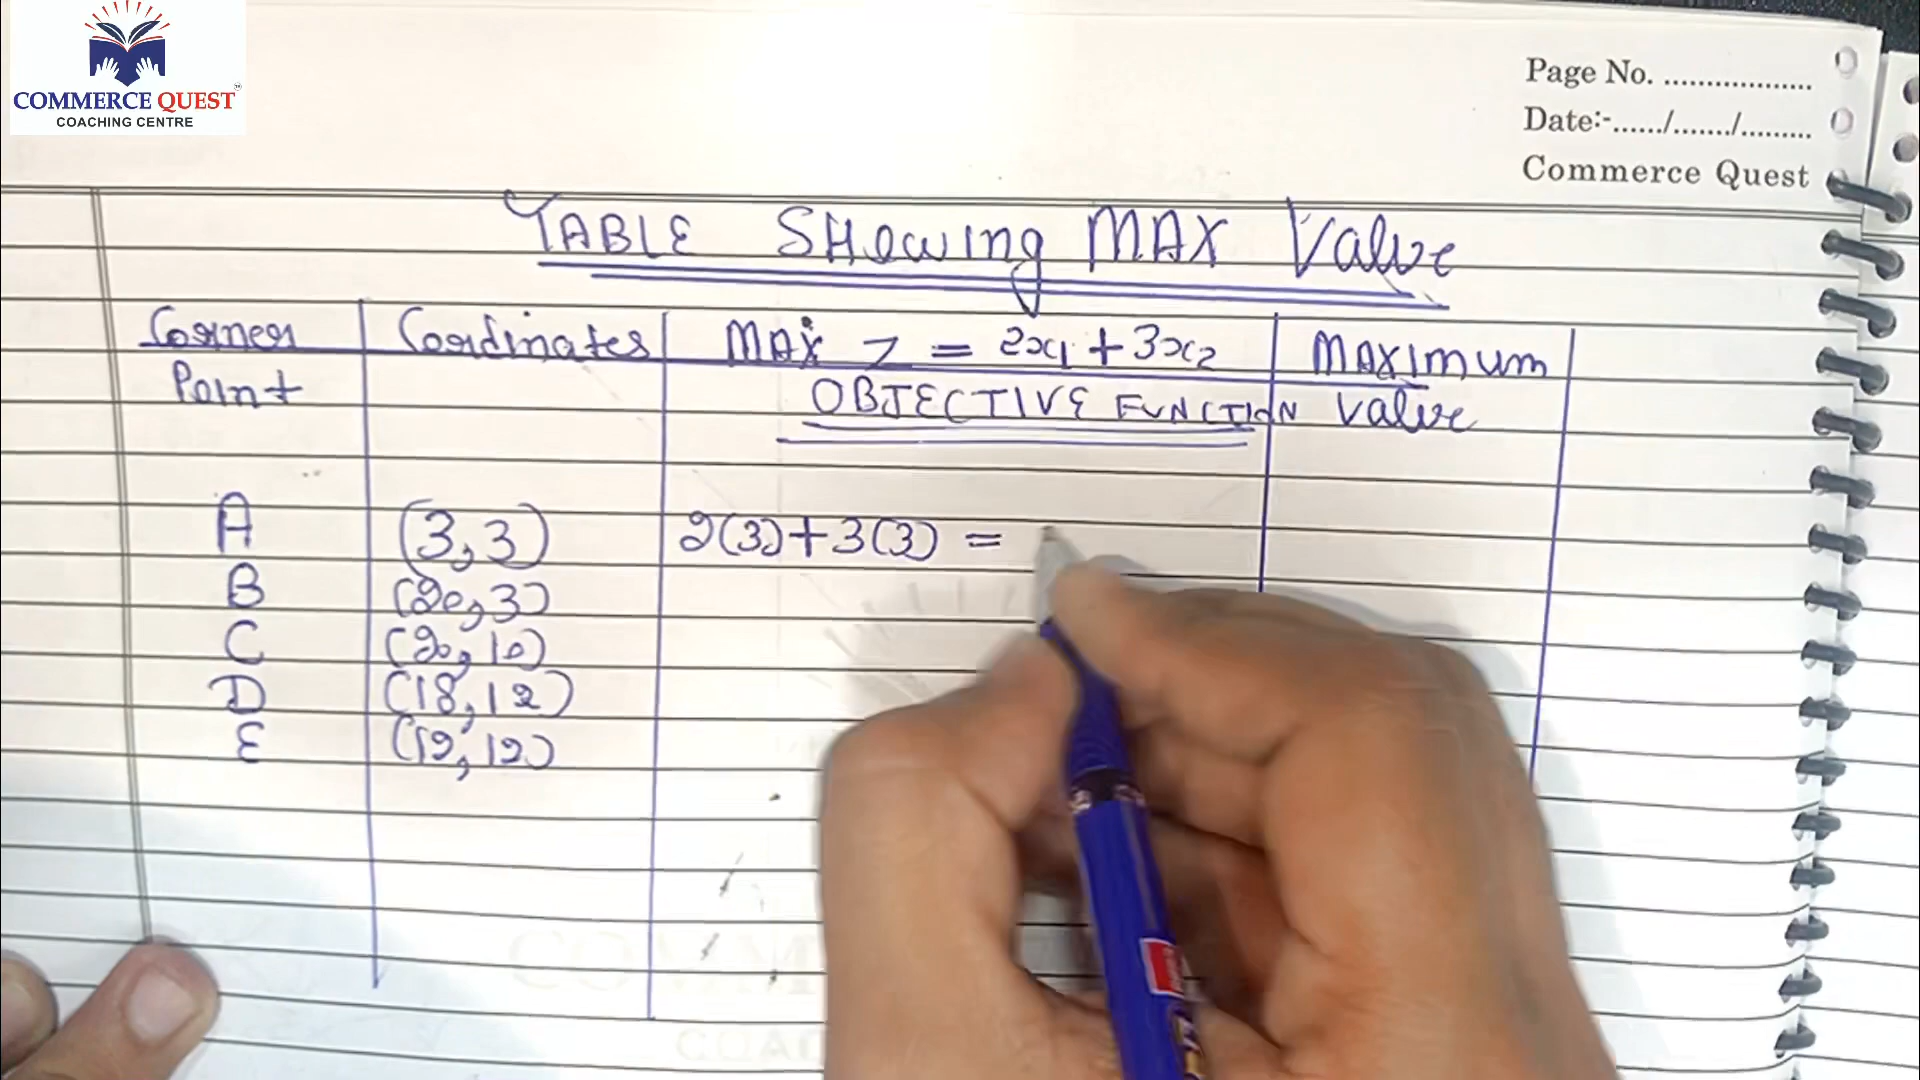 COMMERCE QUEST
COACHING CENTRE
Page No. ..................
Date:-....../......./.........
Commerce Quest
TABLE SHowing MAX Value
Corner Point | Coordinates | MAX Z = 2x₁ + 3x₂ | MAXIMUM Value
OBJECTIVE FUNCTION
A (3,3) 2(3)+3(3) =
B (20,3)
C (20,10)
D (18,12)
E (12,12)